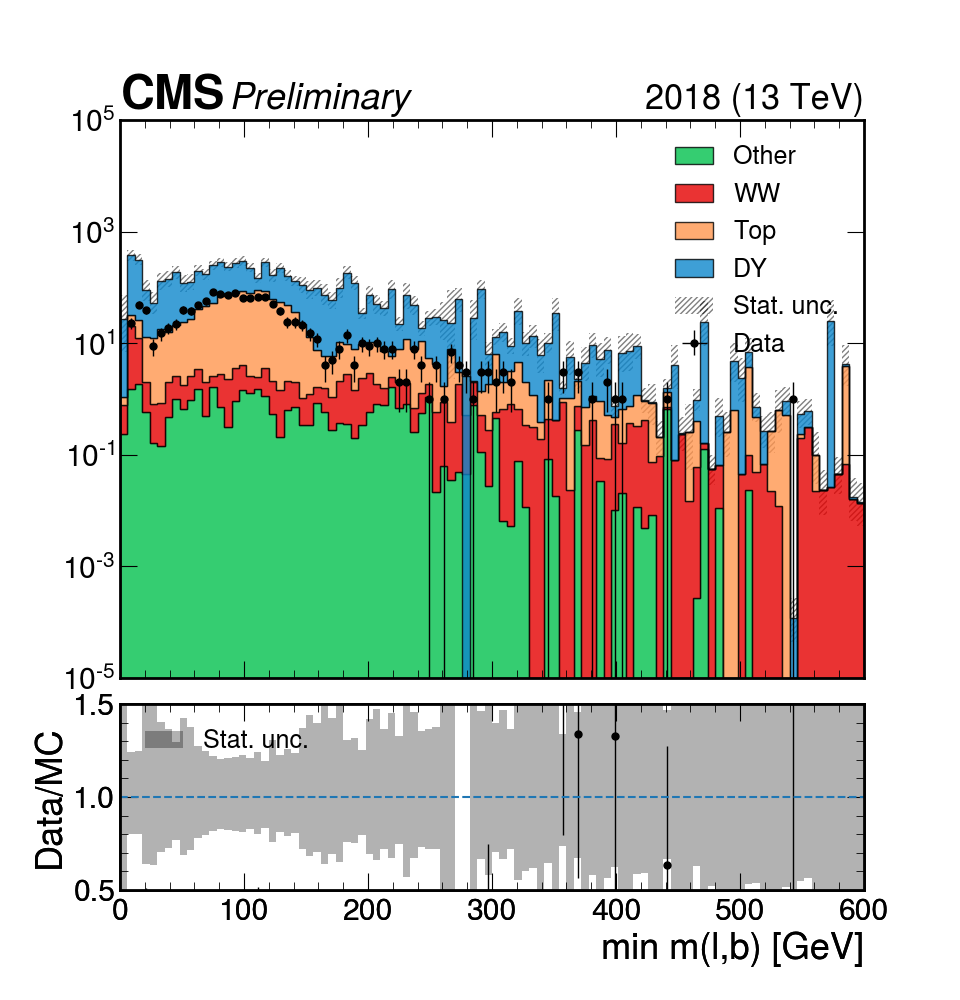 CMS Preliminary 2018 (13 TeV)
10^5
10^3
10^1
10^-1
10^-3
10^-5
Other
WW
Top
DY
Stat. unc.
Data
1.5
1.0
0.5
Data/MC
Stat. unc.
0 100 200 300 400 500 600
min m(l,b) [GeV]